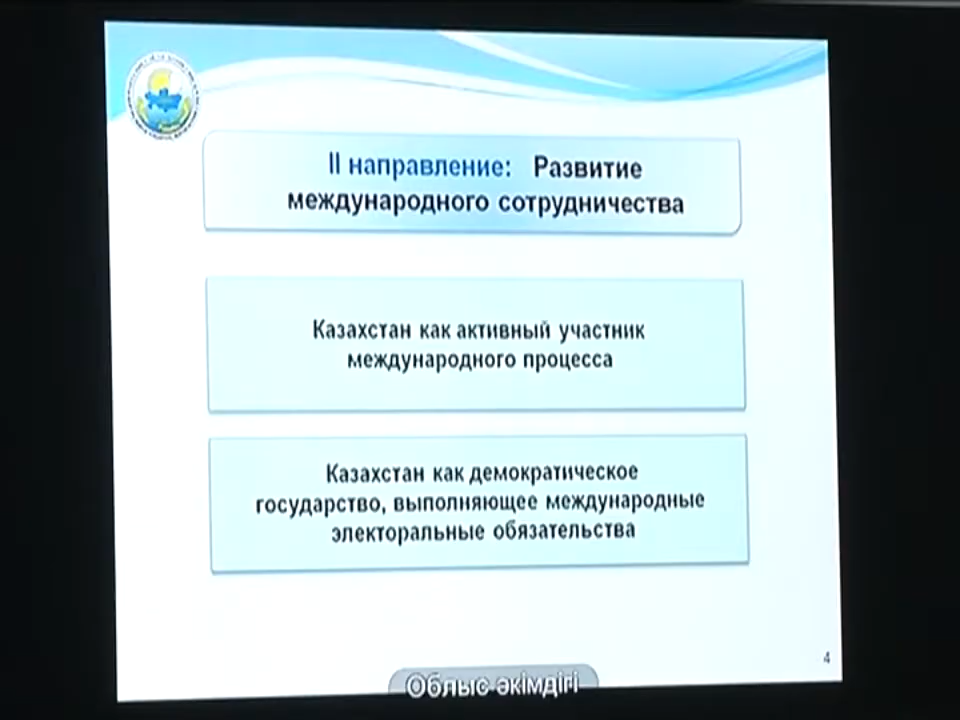 II направление: Развитие
международного сотрудничества
Казахстан как активный участник
международного процесса
Казахстан как демократическое
государство, выполняющее международные
электоральные обязательства
4
Облыс әкімдігі